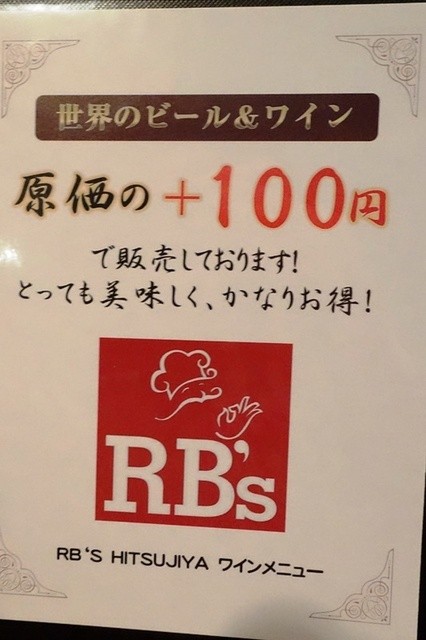 世界のビール&ワイン
原価の+100円
で販売しております!
とっても美味しく、かなりお得!
RB's
RB'S HITSUJIYA ワインメニュー